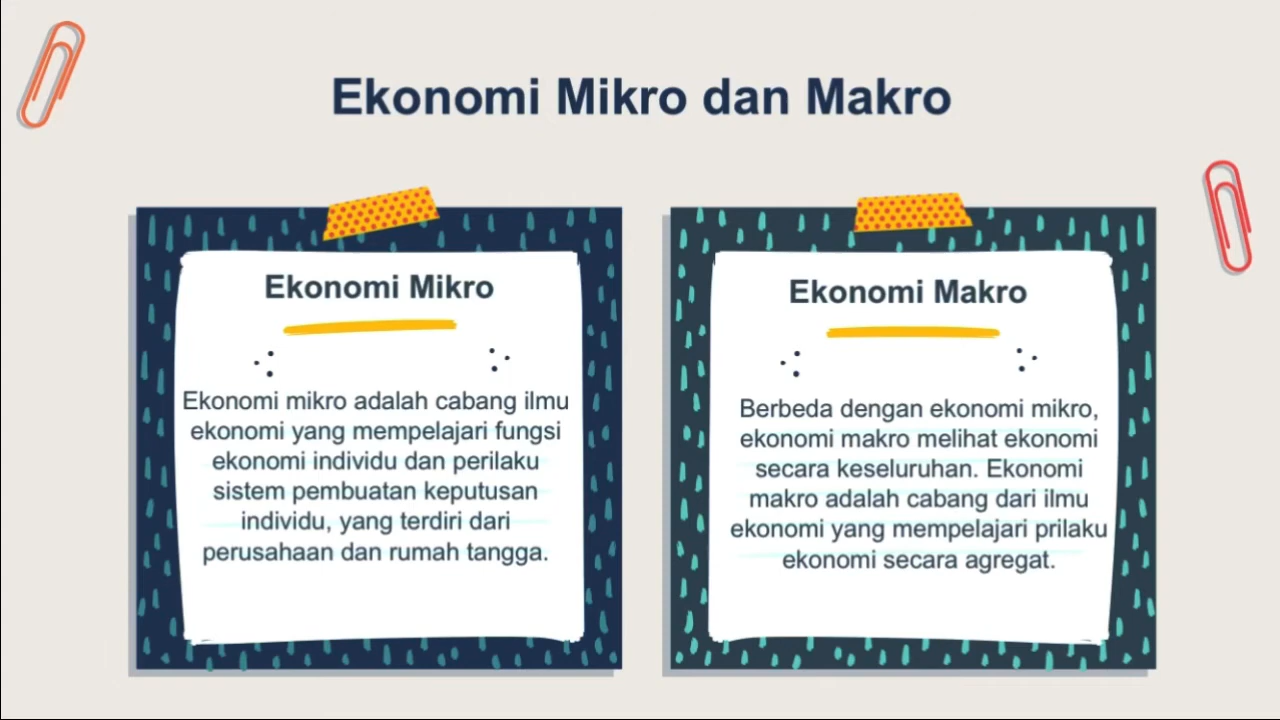 Ekonomi Mikro dan Makro
Ekonomi Mikro
Ekonomi mikro adalah cabang ilmu
ekonomi yang mempelajari fungsi
ekonomi individu dan perilaku
sistem pembuatan keputusan
individu, yang terdiri dari
perusahaan dan rumah tangga.
Ekonomi Makro
Berbeda dengan ekonomi mikro,
ekonomi makro melihat ekonomi
secara keseluruhan. Ekonomi
makro adalah cabang dari ilmu
ekonomi yang mempelajari prilaku
ekonomi secara agregat.